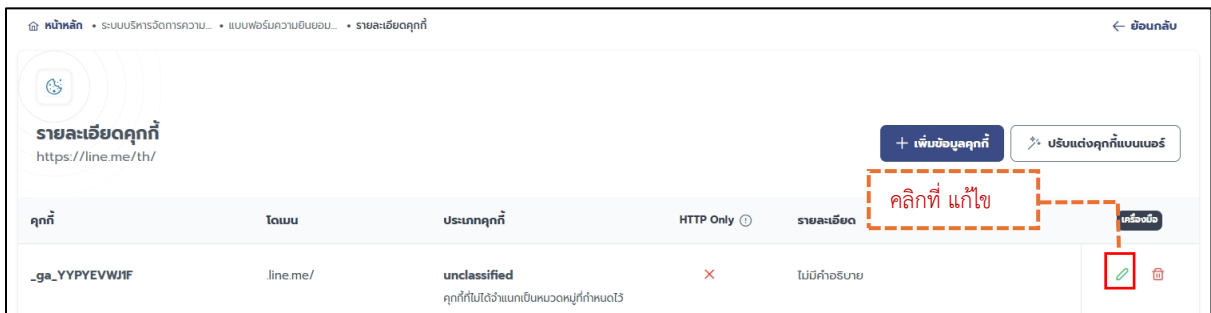 หน้าหลัก • ระบบบริหารจัดการความ... • แบบฟอร์มความยินยอม... • รายละเอียดคุกกี้
← ย้อนกลับ
รายละเอียดคุกกี้
https://line.me/th/
+ เพิ่มข้อมูลคุกกี้
ปรับแต่งคุกกี้แบนเนอร์
คลิกที่ แก้ไข
คุกกี้ โดเมน ประเภทคุกกี้ HTTP Only รายละเอียด เครื่องมือ
_ga_YYPYEVWJ1F .line.me/ unclassified ไม่มีคำอธิบาย
คุกกี้ที่ไม่ได้จำแนกเป็นหมวดหมู่ที่กำหนดไว้